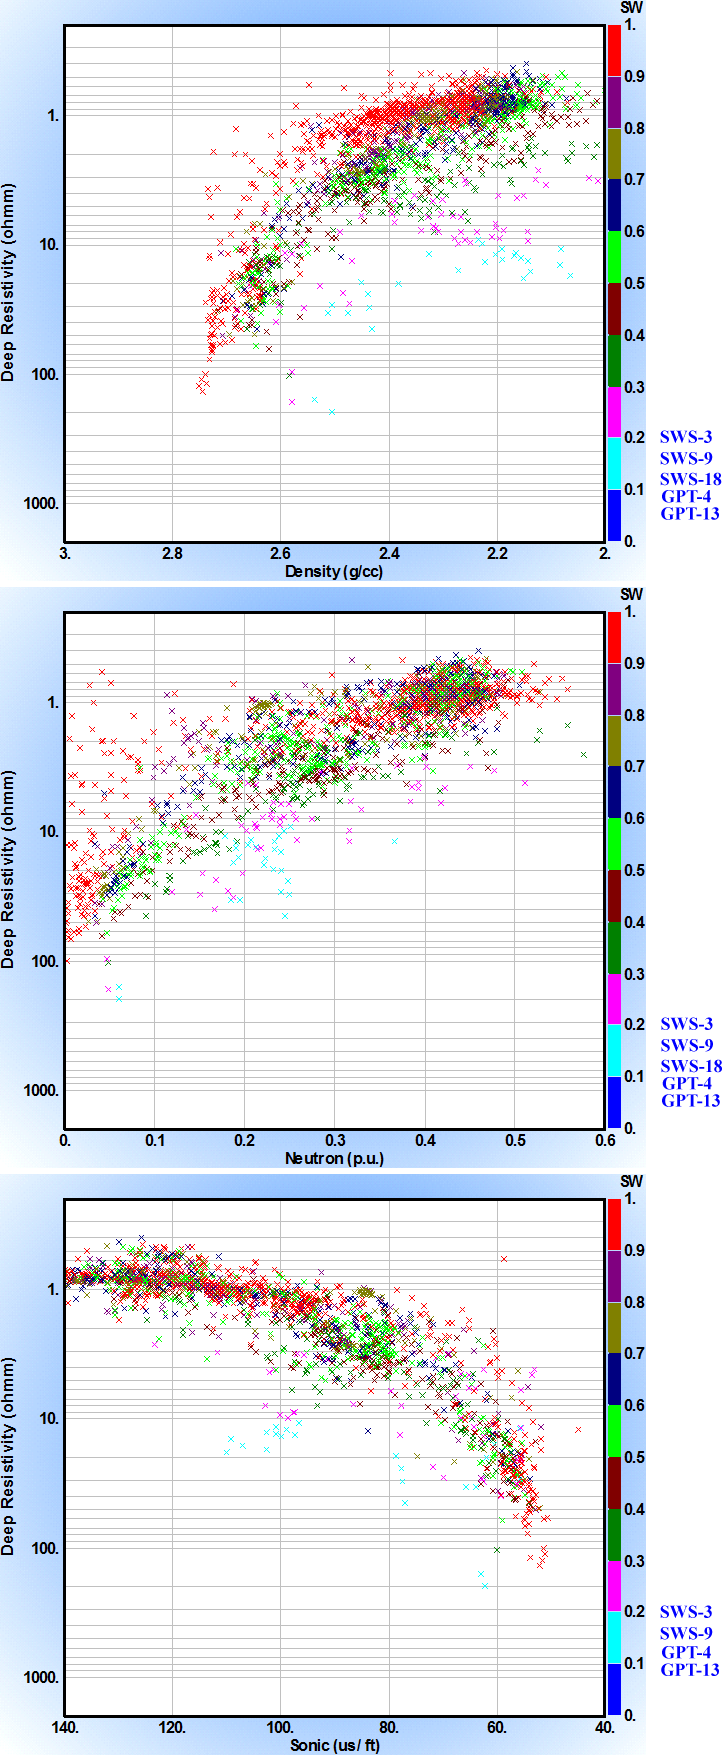 SW
1.
0.9
1.
0.8
0.7
10.
0.6
Deep Resistivity (ohmm)
0.5
0.4
100.
0.3
0.2 SWS-3
SWS-9
SWS-18
0.1 GPT-4
1000.
GPT-13
0.
3. 2.8 2.6 2.4 2.2 2.
Density (g/cc)
SW
1.
0.9
1.
0.8
0.7
10.
0.6
Deep Resistivity (ohmm)
0.5
0.4
100.
0.3
0.2 SWS-3
SWS-9
SWS-18
0.1 GPT-4
1000.
GPT-13
0.
0. 0.1 0.2 0.3 0.4 0.5 0.6
Neutron (p.u.)
SW
1.
0.9
1.
0.8
0.7
10.
0.6
Deep Resistivity (ohmm)
0.5
0.4
100.
0.3
0.2 SWS-3
SWS-9
GPT-4
0.1 GPT-13
1000.
0.
140. 120. 100. 80. 60. 40.
Sonic (us/ ft)